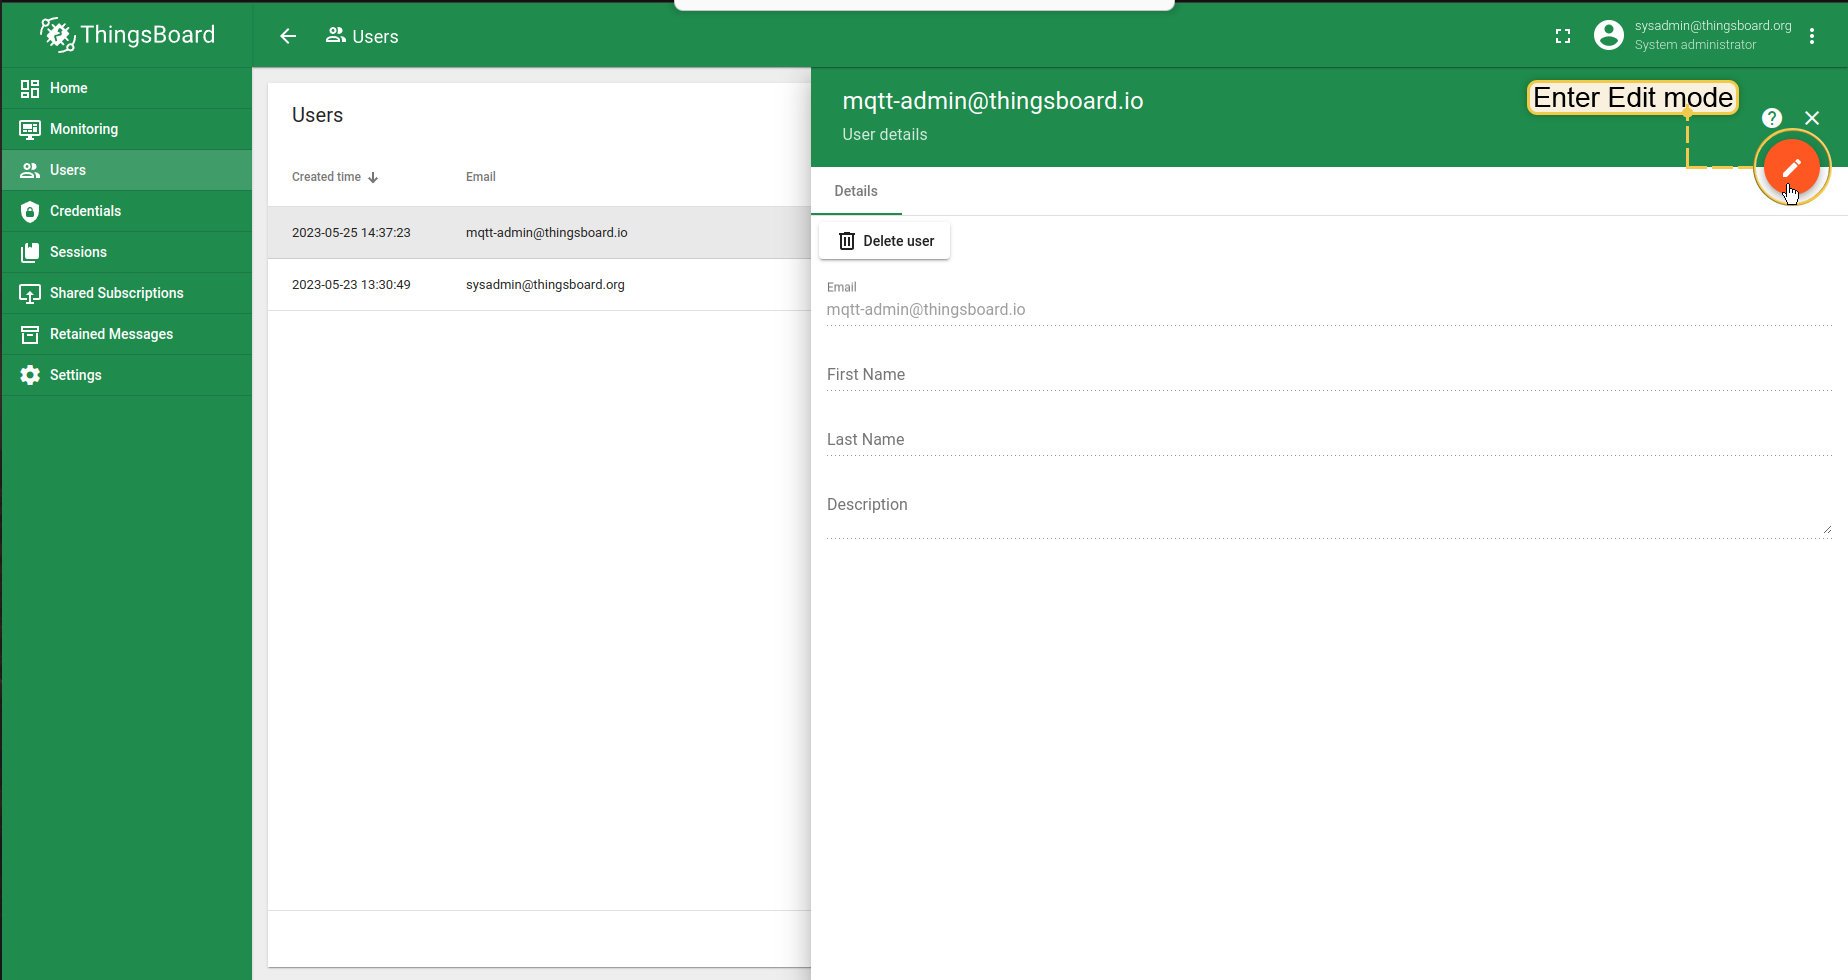 ThingsBoard
Users
sysadmin@thingsboard.org
System administrator
Home
Monitoring
Users
Credentials
Sessions
Shared Subscriptions
Retained Messages
Settings
Users
Created time
Email
2023-05-25 14:37:23
mqtt-admin@thingsboard.io
2023-05-23 13:30:49
sysadmin@thingsboard.org
mqtt-admin@thingsboard.io
User details
Enter Edit mode
Details
Delete user
Email
mqtt-admin@thingsboard.io
First Name
Last Name
Description